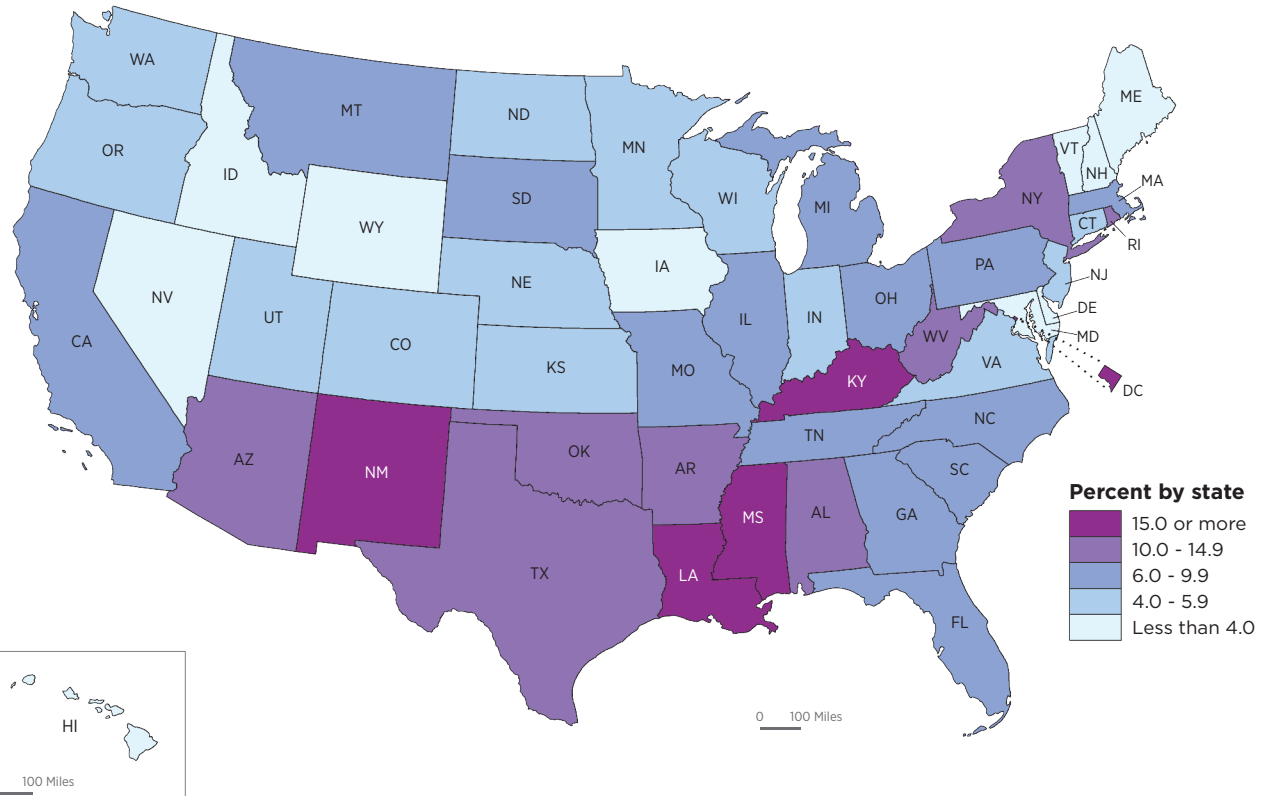 WA
MT
ND
MN
ME
OR
ID
VT
NH
MA
SD
WI
MI
NY
CT
RI
WY
IA
PA
NJ
NV
NE
IL
IN
OH
DE
MD
UT
CO
KS
MO
WV
VA
DC
CA
KY
NC
TN
AZ
NM
OK
AR
SC
MS
AL
GA
TX
LA
FL
HI
Percent by state
15.0 or more
10.0 - 14.9
6.0 - 9.9
4.0 - 5.9
Less than 4.0
0 100 Miles
100 Miles